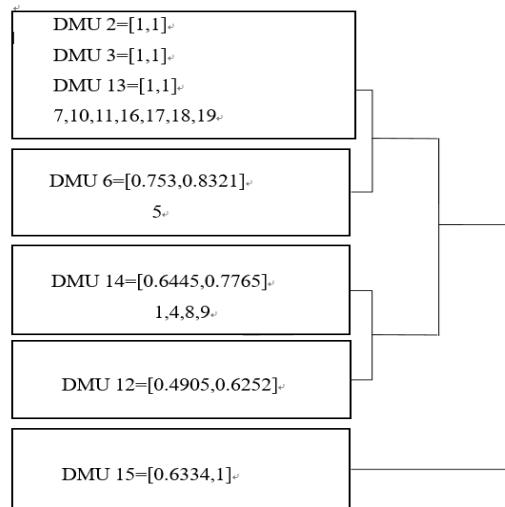 DMU 2=[1,1]
DMU 3=[1,1]
DMU 13=[1,1]
7,10,11,16,17,18,19
DMU 6=[0.753,0.8321]
5
DMU 14=[0.6445,0.7765]
1,4,8,9
DMU 12=[0.4905,0.6252]
DMU 15=[0.6334,1]